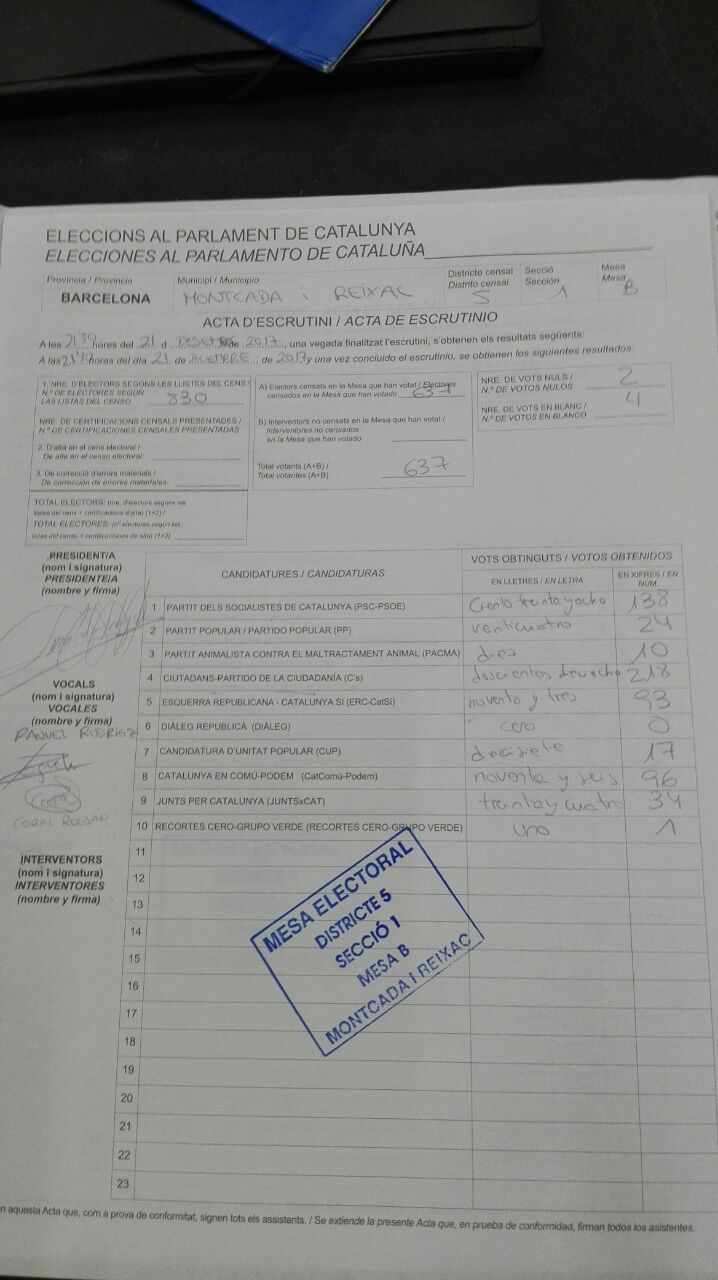 ELECCIONS AL PARLAMENT DE CATALUNYA
ELECCIONES AL PARLAMENTO DE CATALUÑA
Província / Provincia
BARCELONA
Municipi / Municipio
MONTCADA i REIXAC
Districte censal
Distrito censal
5
Secció
Sección
1
Mesa
Mesa
B
ACTA D'ESCRUTINI / ACTA DE ESCRUTINIO
A les 21'39 hores del 21 d de 2017, una vegada finalitzat l'escrutini, s'obtenen els resultats següents:
A las 21'39 horas del día 21 de de 2017 y una vez concluido el escrutinio, se obtienen los siguientes resultados:
1. NRE. D'ELECTORS SEGONS LES LLISTES DEL CENS /
N.º DE ELECTORES SEGÚN
LAS LISTAS DEL CENSO 830
NRE. DE CERTIFICACIONS CENSALS PRESENTADES /
N.º DE CERTIFICACIONES CENSALES PRESENTADAS
2. D'alta en el cens electoral /
De alta en el censo electoral:
3. De correcció d'errors materials /
De corrección de errores materiales:
TOTAL ELECTORS: (nre. d'electors segons les
llistes del cens + certificacions d'alta) (1+2) /
TOTAL ELECTORES: (nº electores según las
listas del censo + certificaciones de alta) (1+2)
A) Electors censats en la Mesa que han votat / Electores
censados en la Mesa que han votado 637
B) Interventors no censats en la Mesa que han votat /
Interventores no censados
en la Mesa que han votado
Total votants (A+B) /
Total votantes (A+B) 637
NRE. DE VOTS NULS /
N.º DE VOTOS NULOS 2
NRE. DE VOTS EN BLANC /
N.º DE VOTOS EN BLANCO 4
PRESIDENT/A
(nom i signatura)
PRESIDENTE/A
(nombre y firma)
VOCALS
(nom i signatura)
VOCALES
(nombre y firma)
RAQUEL RODRIGEZ
CORAL ROLDAN
INTERVENTORS
(nom i signatura)
INTERVENTORES
(nombre y firma)
CANDIDATURES / CANDIDATURAS
VOTS OBTINGUTS / VOTOS OBTENIDOS
EN LLETRES / EN LETRA
EN XIFRES / EN NÚM.
1 PARTIT DELS SOCIALISTES DE CATALUNYA (PSC-PSOE) Ciento trenta y ocho 138
2 PARTIT POPULAR / PARTIDO POPULAR (PP) venticuatro 24
3 PARTIT ANIMALISTA CONTRA EL MALTRACTAMENT ANIMAL (PACMA) diez 10
4 CIUTADANS-PARTIDO DE LA CIUDADANÍA (C's) doscientos 218
5 ESQUERRA REPUBLICANA - CATALUNYA SÍ (ERC-CatSí) noventa y tres 93
6 DIÀLEG REPUBLICÀ (DIÀLEG) cero 0
7 CANDIDATURA D'UNITAT POPULAR (CUP) diecisiete 17
8 CATALUNYA EN COMÚ-PODEM (CatComú-Podem) noventa y seis 96
9 JUNTS PER CATALUNYA (JUNTSxCAT) trainta y cuatro 34
10 RECORTES CERO-GRUPO VERDE (RECORTES CERO-GRUPO VERDE) uno 1
11
12
13
14
15
16
17
18
19
20
21
22
23
MESA ELECTORAL
DISTRICTE 5
SECCIÓ 1
MESA B
MONTCADA I REIXAC
n aquesta Acta que, com a prova de conformitat, signen tots els assistents. / Se extiende la presente Acta que, en prueba de conformidad, firman todos los asistentes.